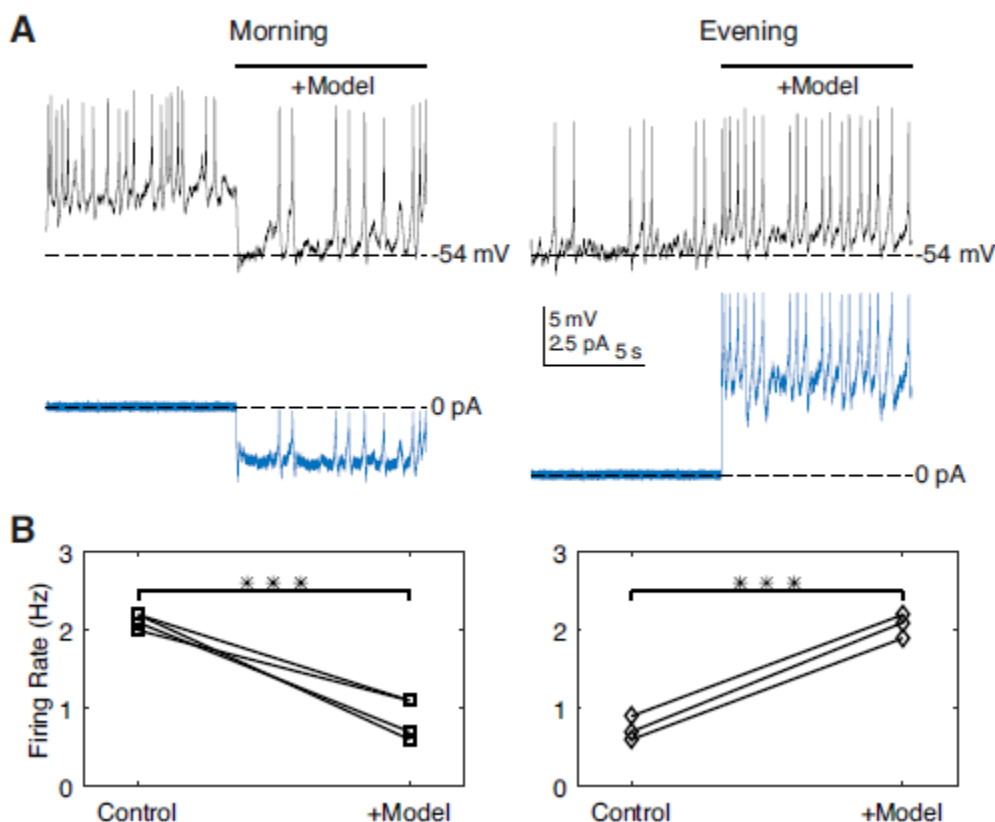 A
Morning
Evening
+Model
+Model
-54 mV
-54 mV
5 mV
2.5 pA 5 s
0 pA
0 pA
B
Firing Rate (Hz)
3
2
1
0
* * *
Control
+Model
3
2
1
0
* * *
Control
+Model